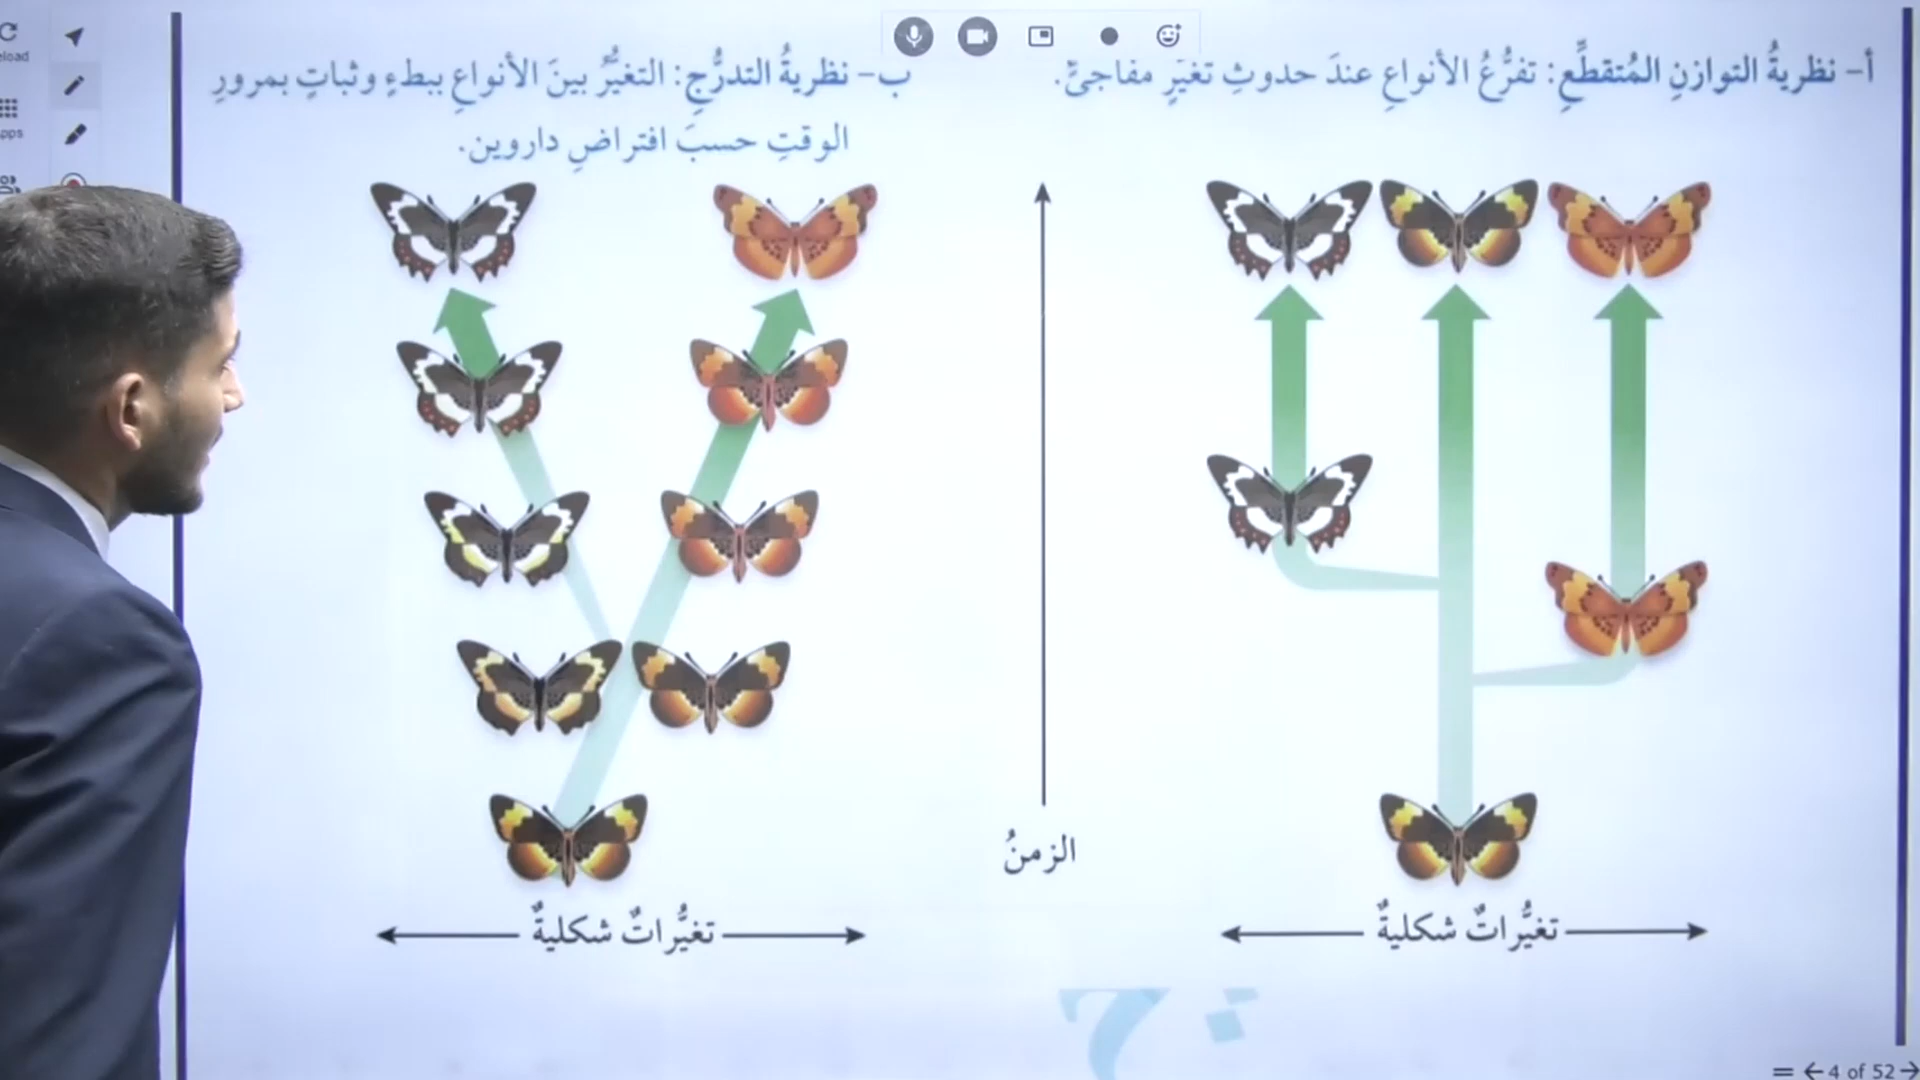 أ- نظريةُ التوازنِ المُتقطِّعِ: تفرُّعُ الأنواعِ عندَ حدوثِ تغيّرٍ مفاجئٍ.
ب- نظريةُ التدرُّجِ: التغيُّرُ بينَ الأنواعِ ببطءٍ وثباتٍ بمرورِ
الوقتِ حسبَ افتراضِ داروين.
الزمنُ
تغيُّراتٌ شكليةٌ
تغيُّراتٌ شكليةٌ
4 of 52